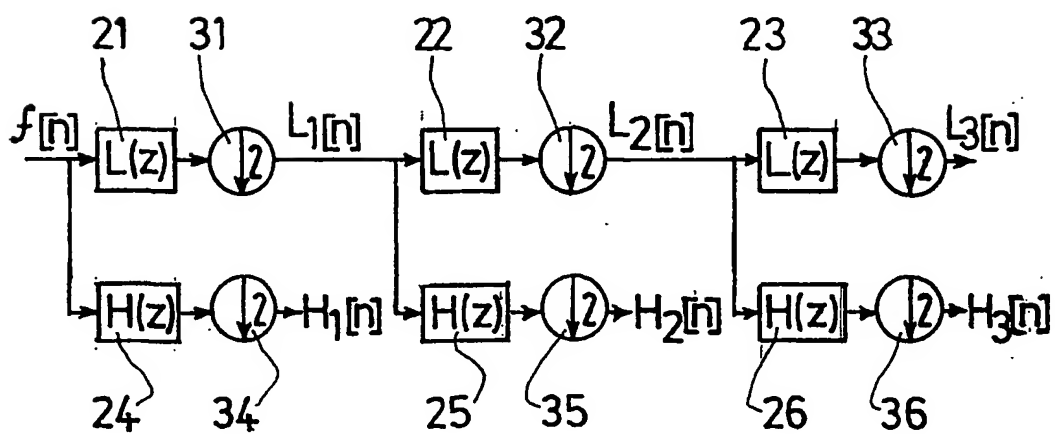 21 31 22 32 23 33
f[n] L(z) ↓2 L1[n] L(z) ↓2 L2[n] L(z) ↓2 L3[n]
H(z) ↓2 H1[n] H(z) ↓2 H2[n] H(z) ↓2 H3[n]
24 34 25 35 26 36